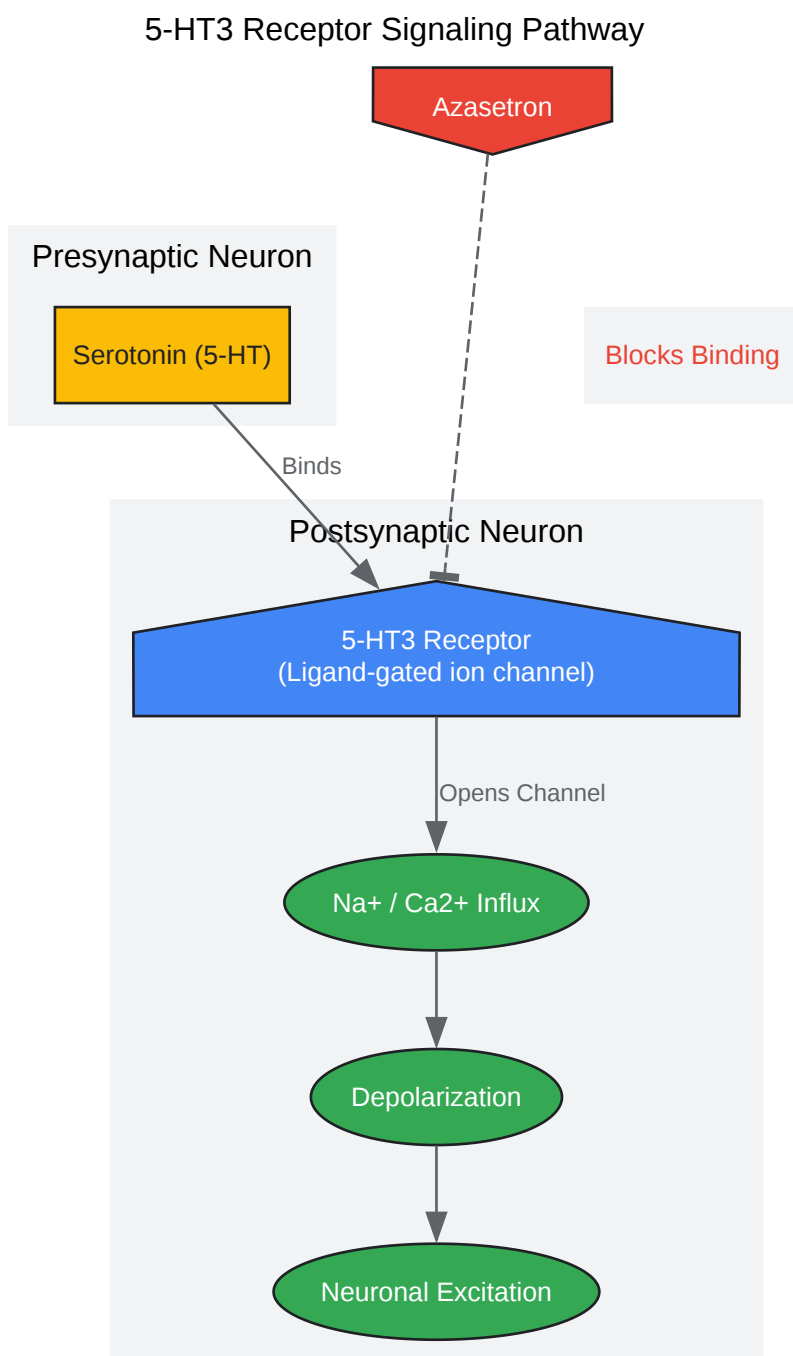 5-HT3 Receptor Signaling Pathway
Azasetron
Presynaptic Neuron
Serotonin (5-HT)
Blocks Binding
Binds
Postsynaptic Neuron
5-HT3 Receptor
(Ligand-gated ion channel)
Opens Channel
Na+ / Ca2+ Influx
Depolarization
Neuronal Excitation